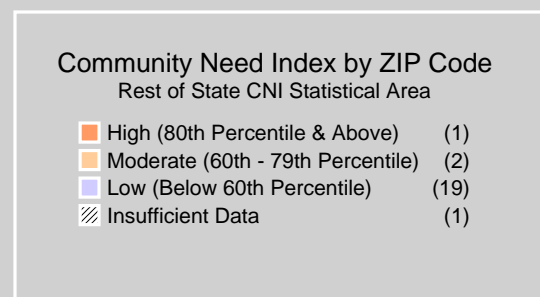 Community Need Index by ZIP Code
Rest of State CNI Statistical Area
High (80th Percentile & Above) (1)
Moderate (60th - 79th Percentile) (2)
Low (Below 60th Percentile) (19)
Insufficient Data (1)